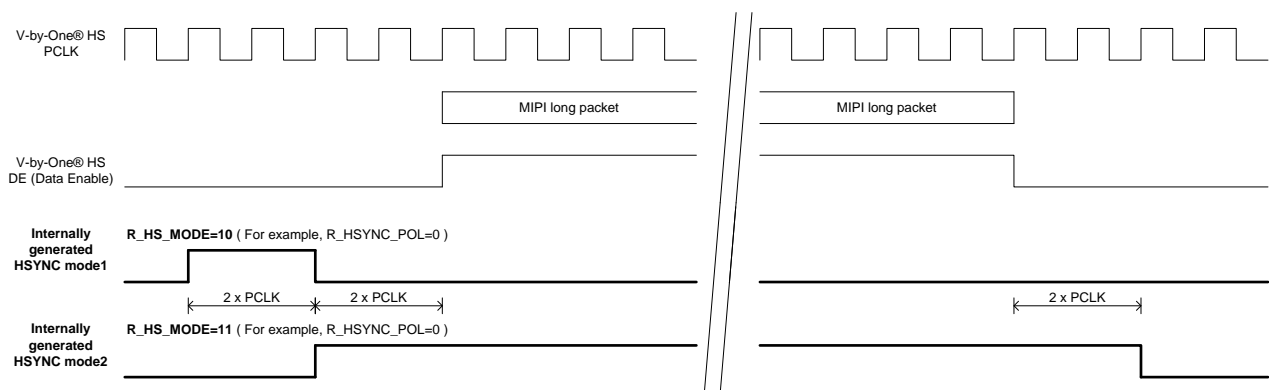 V-by-One® HS
PCLK
MIPI long packet
MIPI long packet
V-by-One® HS
DE (Data Enable)
Internally
generated
HSYNC mode1
R_HS_MODE=10 ( For example, R_HSYNC_POL=0 )
2 x PCLK
2 x PCLK
2 x PCLK
Internally
generated
HSYNC mode2
R_HS_MODE=11 ( For example, R_HSYNC_POL=0 )